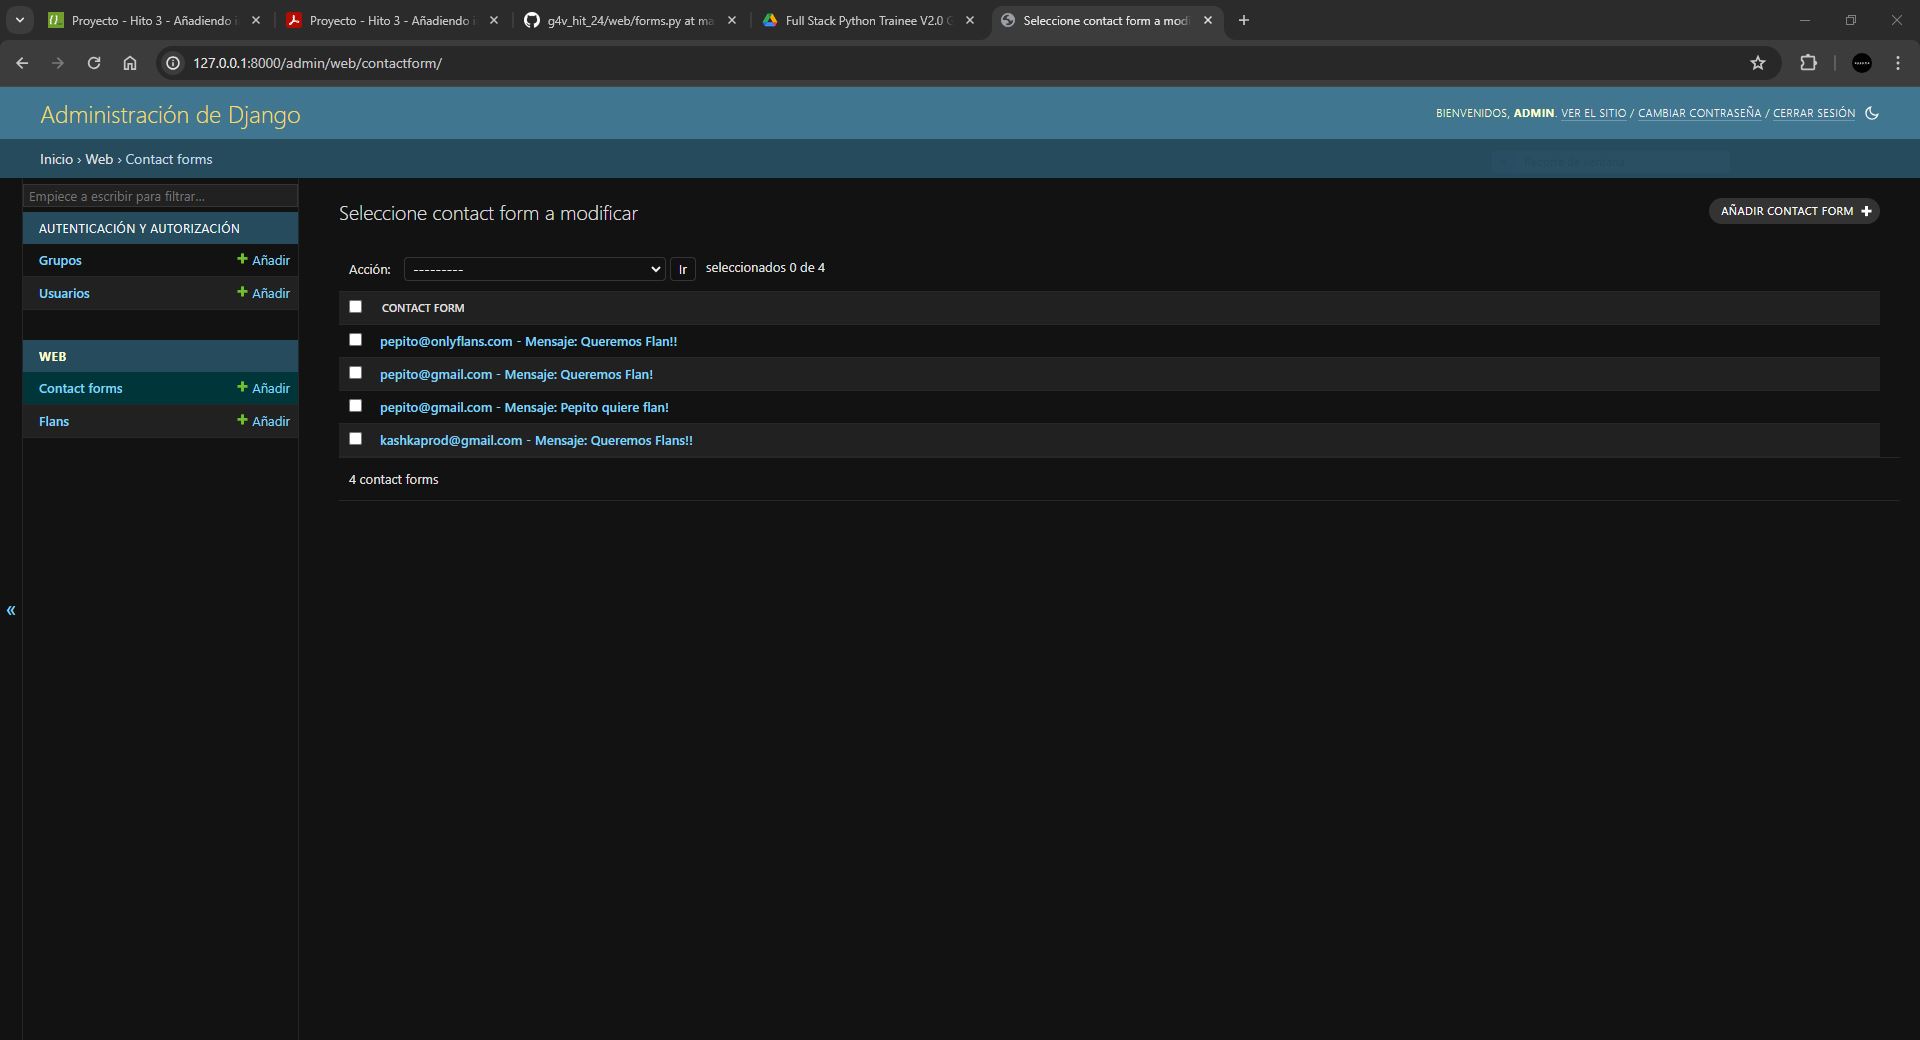 Proyecto - Hito 3 - Añadiendo i
Proyecto - Hito 3 - Añadiendo i
g4v_hit_24/web/forms.py at ma
Full Stack Python Trainee V2.0 G
Seleccione contact form a modi
127.0.0.1:8000/admin/web/contactform/
Administración de Django
BIENVENIDOS, ADMIN. VER EL SITIO / CAMBIAR CONTRASEÑA / CERRAR SESIÓN
Inicio › Web › Contact forms
Empiece a escribir para filtrar...
AUTENTICACIÓN Y AUTORIZACIÓN
Grupos + Añadir
Usuarios + Añadir
WEB
Contact forms + Añadir
Flans + Añadir
«
Seleccione contact form a modificar
AÑADIR CONTACT FORM +
Acción: --------- Ir seleccionados 0 de 4
CONTACT FORM
pepito@onlyflans.com - Mensaje: Queremos Flan!!
pepito@gmail.com - Mensaje: Queremos Flan!
pepito@gmail.com - Mensaje: Pepito quiere flan!
kashkaprod@gmail.com - Mensaje: Queremos Flans!!
4 contact forms